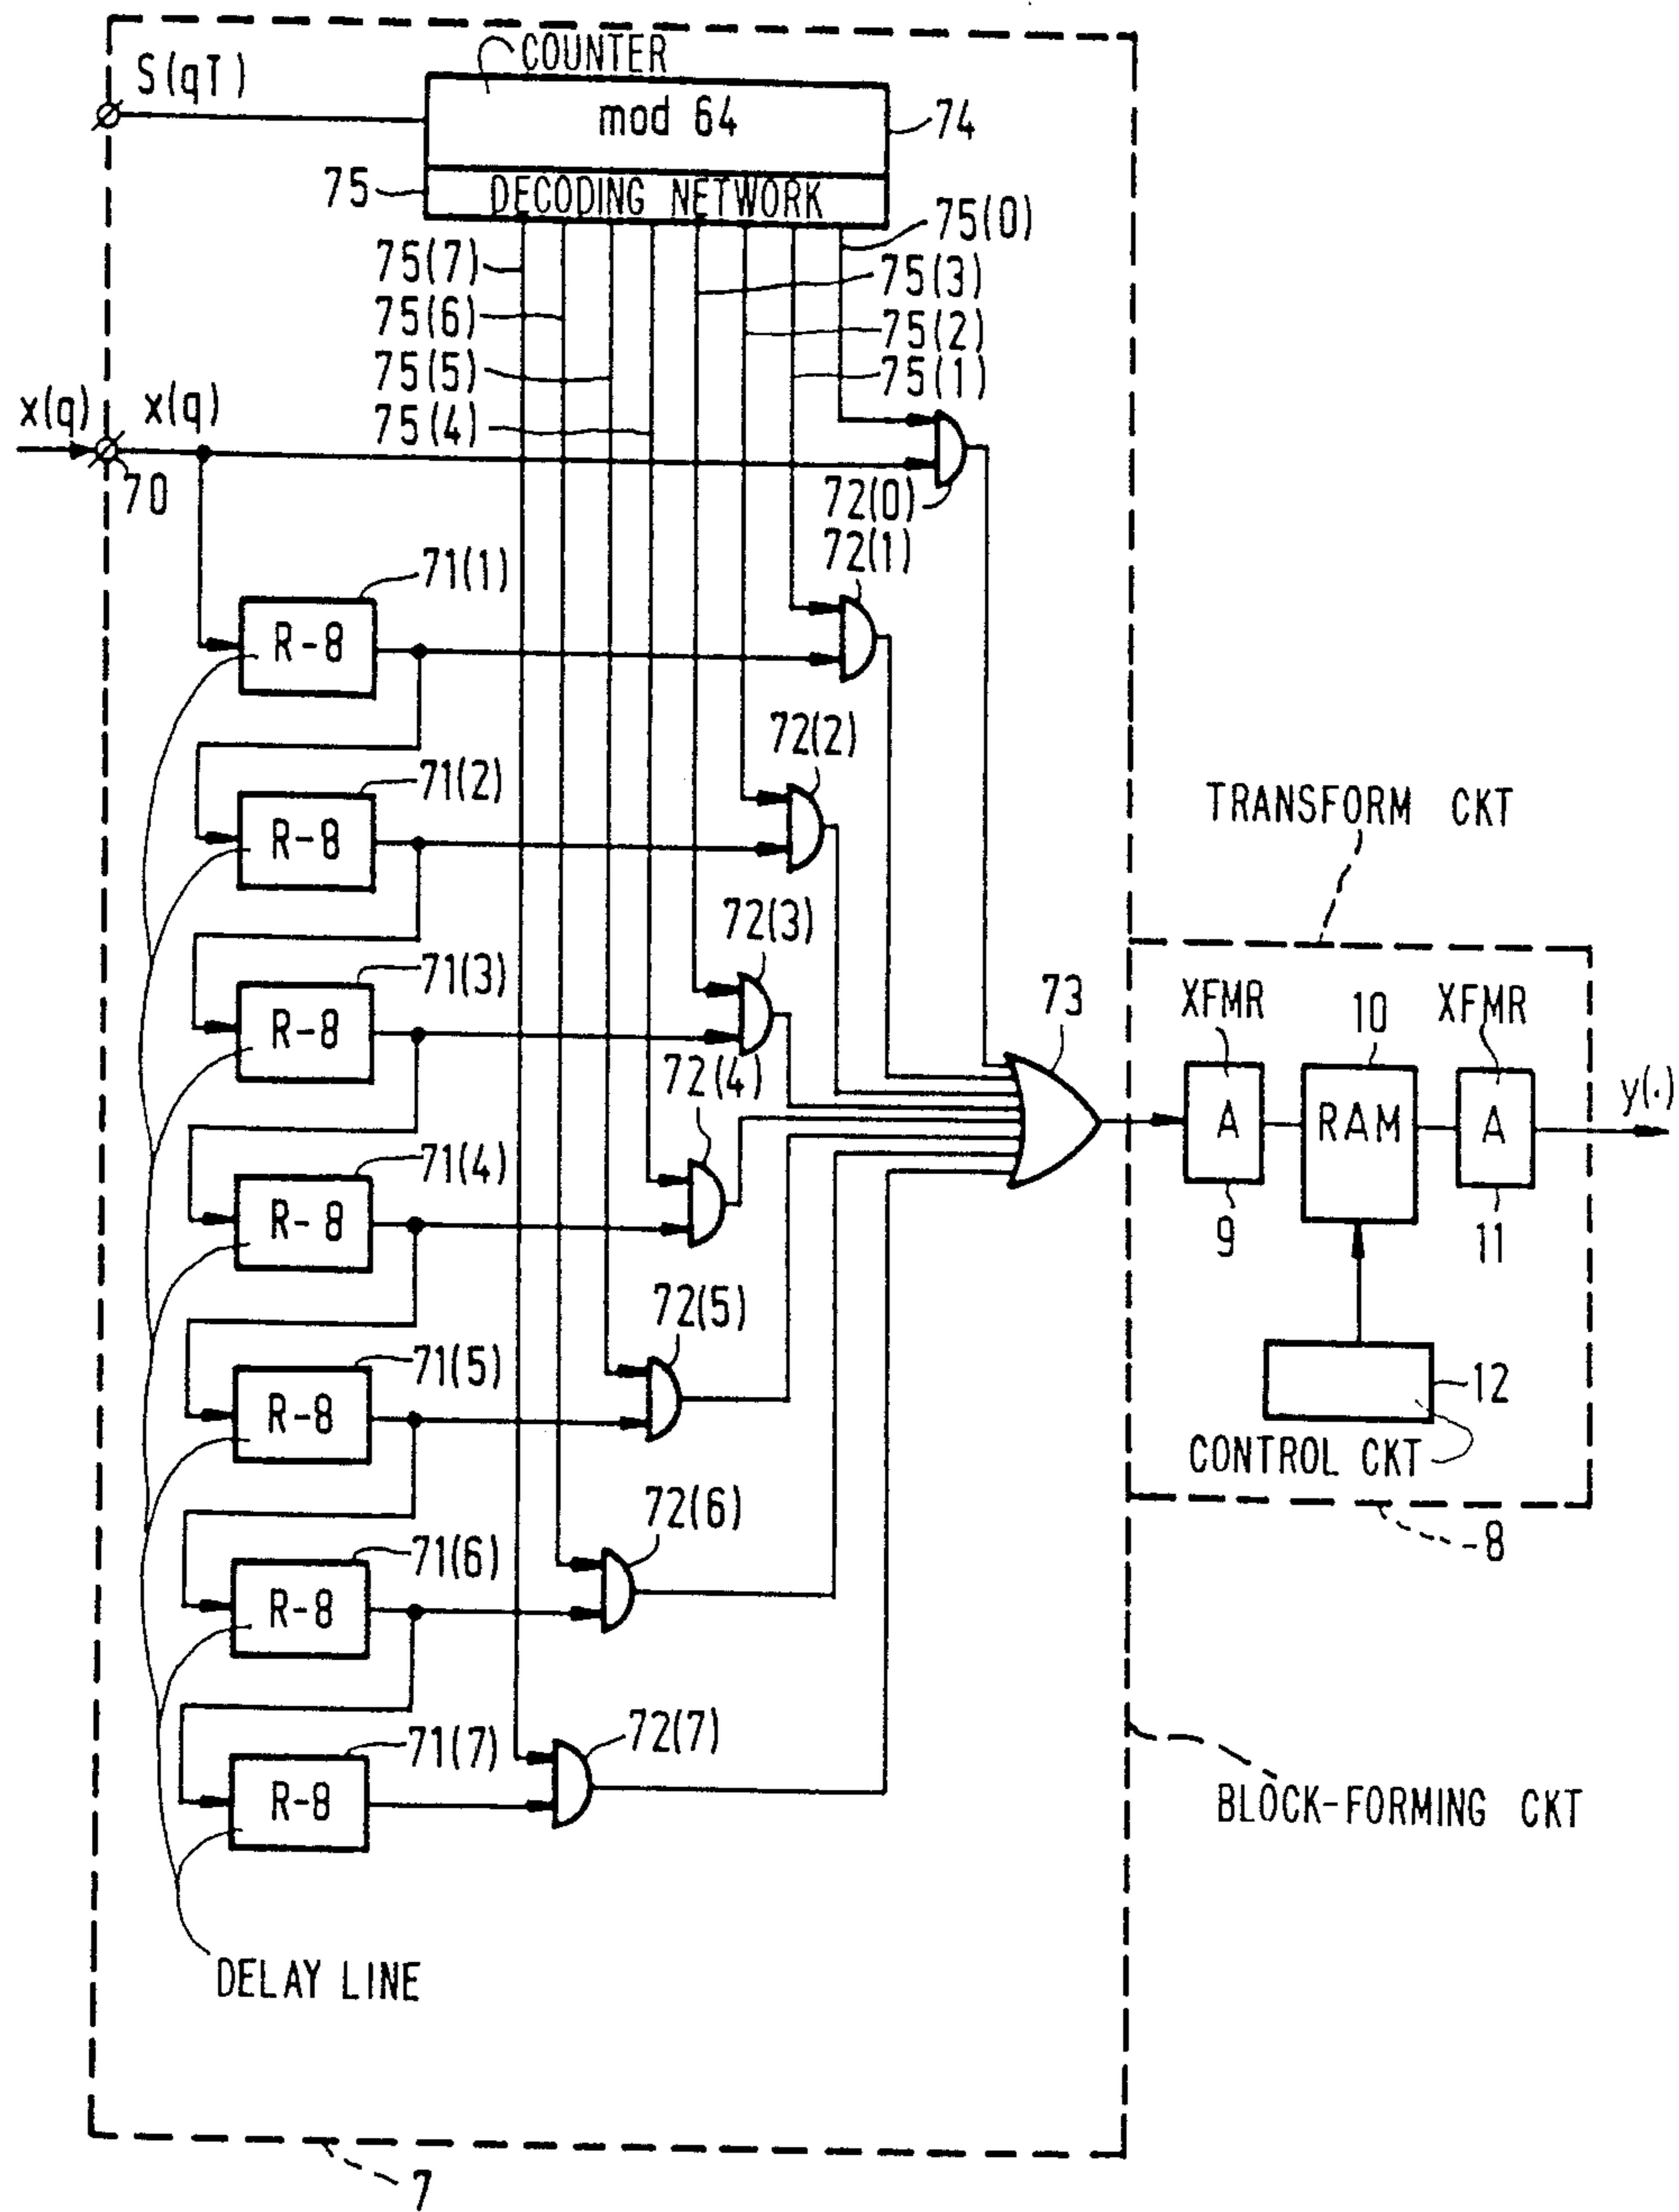 COUNTER
S(qT)
mod 64
74
75
DECODING NETWORK
75(0)
75(7)
75(3)
75(6)
75(2)
75(5)
75(1)
75(4)
x(q)
x(q)
70
72(0)
72(1)
71(1)
R-8
72(2)
71(2)
R-8
TRANSFORM CKT
72(3)
71(3)
R-8
73
XFMR
10
XFMR
72(4)
A
RAM
A
y(.)
71(4)
R-8
9
11
72(5)
71(5)
R-8
12
CONTROL CKT
72(6)
8
71(6)
R-8
72(7)
71(7)
R-8
BLOCK-FORMING CKT
DELAY LINE
7